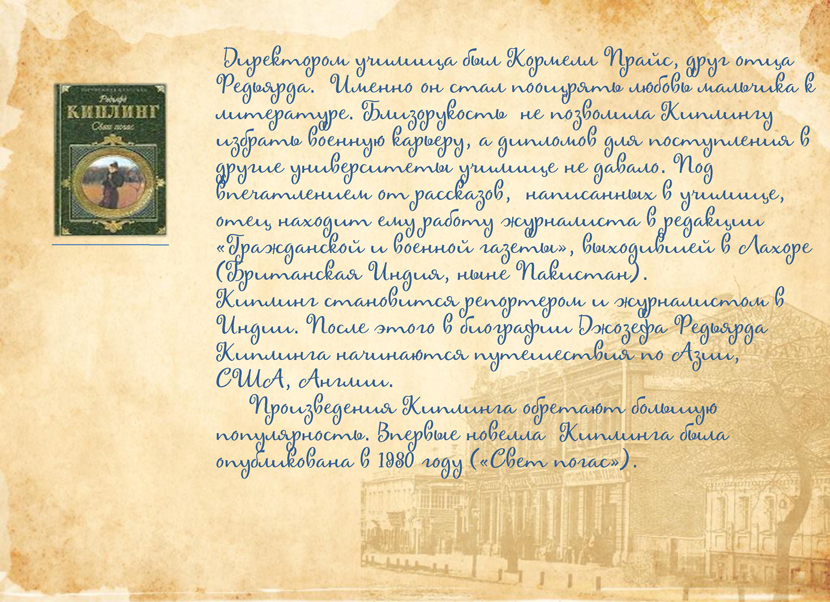 ЗАРУБЕЖНАЯ КЛАССИКА
Редьярд
КИПЛИНГ
Свет погас
Директором училища был Кормелл Прайс, друг отца
Редьярда. Именно он стал поощрять любовь мальчика к
литературе. Близорукость не позволила Киплингу
избрать военную карьеру, а дипломов для поступления в
другие университеты училище не давало. Под
впечатлением от рассказов, написанных в училище,
отец находит ему работу журналиста в редакции
«Гражданской и военной газеты», выходившей в Лахоре
(Британская Индия, ныне Пакистан).
Киплинг становится репортером и журналистом в
Индии. После этого в биографии Джозефа Редьярда
Киплинга начинаются путешествия по Азии,
США, Англии.
Произведения Киплинга обретают большую
популярность. Впервые новелла Киплинга была
опубликована в 1980 году («Свет погас»).